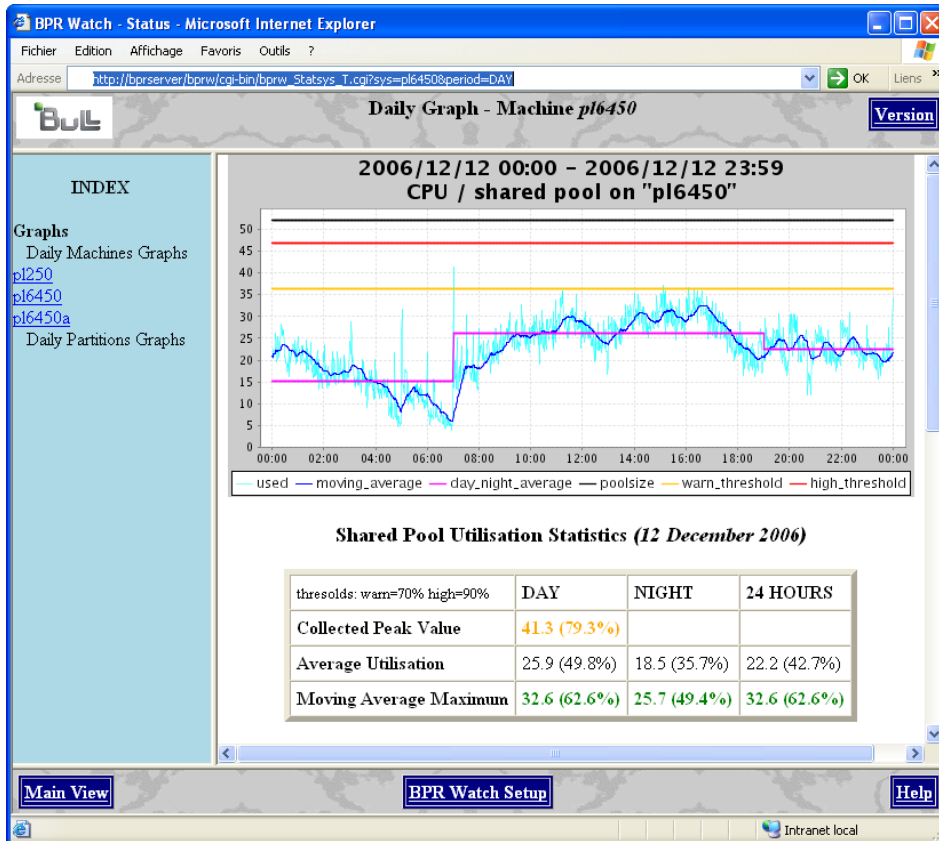 BPR Watch - Status - Microsoft Internet Explorer
Fichier Edition Affichage Favoris Outils ?
Adresse http://bprserver/bprw/cgi-bin/bprw_Statsys_T.cgi?sys=pl6450&period=DAY OK Liens »
Bull
Daily Graph - Machine pl6450
Version
INDEX
Graphs
Daily Machines Graphs
pl250
pl6450
pl6450a
Daily Partitions Graphs
2006/12/12 00:00 - 2006/12/12 23:59
CPU / shared pool on "pl6450"
50
45
40
35
30
25
20
15
10
5
0
00:00 02:00 04:00 06:00 08:00 10:00 12:00 14:00 16:00 18:00 20:00 22:00 00:00
used moving_average day_night_average poolsize warn_threshold high_threshold
Shared Pool Utilisation Statistics (12 December 2006)
thresolds: warn=70% high=90% DAY NIGHT 24 HOURS
Collected Peak Value 41.3 (79.3%)
Average Utilisation 25.9 (49.8%) 18.5 (35.7%) 22.2 (42.7%)
Moving Average Maximum 32.6 (62.6%) 25.7 (49.4%) 32.6 (62.6%)
Main View BPR Watch Setup Help
Intranet local